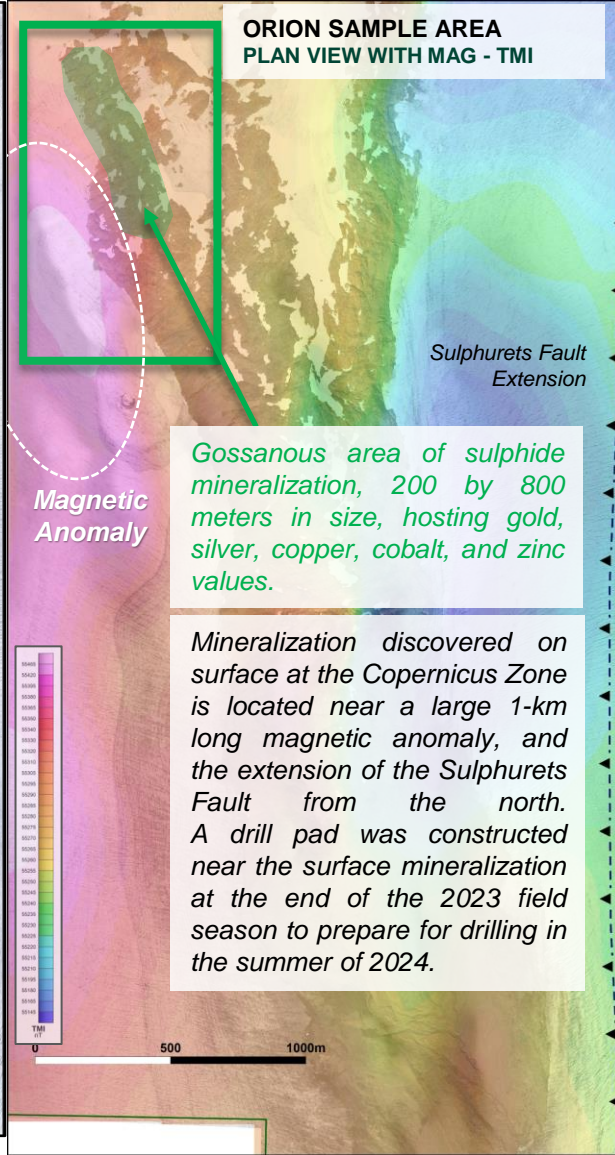 ORION SAMPLE AREA
PLAN VIEW WITH MAG - TMI
Sulphurets Fault
Extension
Gossanous area of sulphide
mineralization, 200 by 800
meters in size, hosting gold,
silver, copper, cobalt, and zinc
values.
Magnetic
Anomaly
Mineralization discovered on
surface at the Copernicus Zone
is located near a large 1-km
long magnetic anomaly, and
the extension of the Sulphurets
Fault from the north.
A drill pad was constructed
near the surface mineralization
at the end of the 2023 field
season to prepare for drilling in
the summer of 2024.
TMI
nT
0 500 1000m